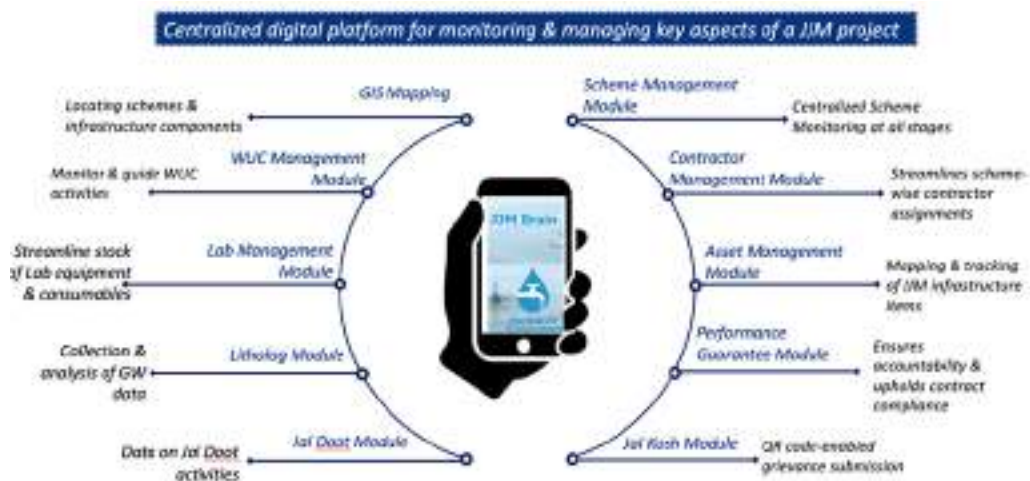 Centralized digital platform for monitoring & managing key aspects of a JJM project
GIS Mapping
Locating schemes &
infrastructure components
WUC Management
Module
Monitor & guide WUC
activities
Lab Management
Module
Streamline stock
of Lab equipment
& consumables
Litholog Module
Collection &
analysis of GW
data
Jal Doot Module
Data on Jal Doot
activities
JJM Brain
Scheme Management
Module
Centralized Scheme
Monitoring at all stages
Contractor
Management Module
Streamlines scheme-
wise contractor
assignments
Asset Management
Module
Mapping & tracking
of JJM infrastructure
items
Performance
Guarantee Module
Ensures
accountability &
upholds contract
compliance
Jal Kosh Module
QR code-enabled
grievance submission